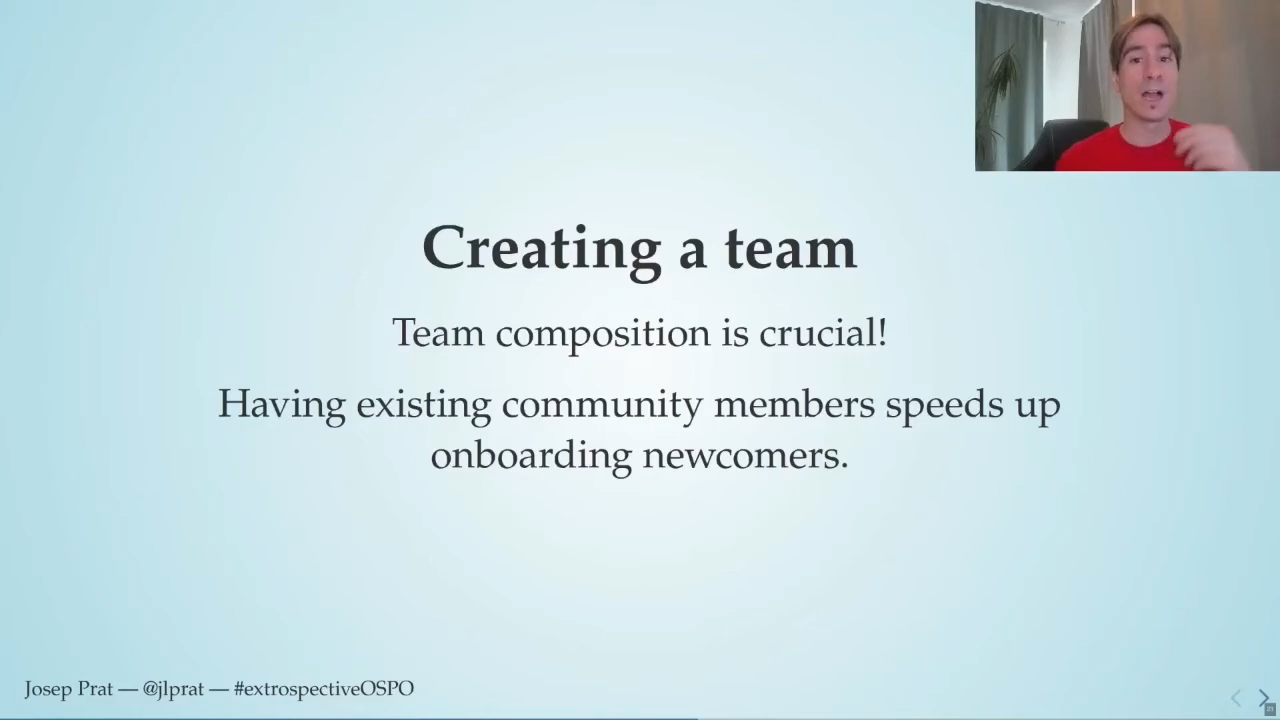 Creating a team
Team composition is crucial!
Having existing community members speeds up
onboarding newcomers.
Josep Prat — @jlprat — #extrospectiveOSPO